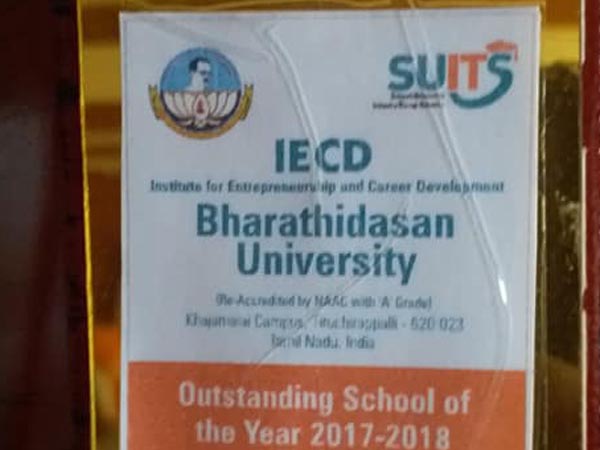 SUITS
IECD
Institute for Entrepreneurship and Career Development
Bharathidasan
University
(Re-Accredited by NAAC with 'A' Grade)
Khajamalai Campus, Tiruchirappalli - 620 023
Tamil Nadu, India
Outstanding School of
the Year 2017-2018